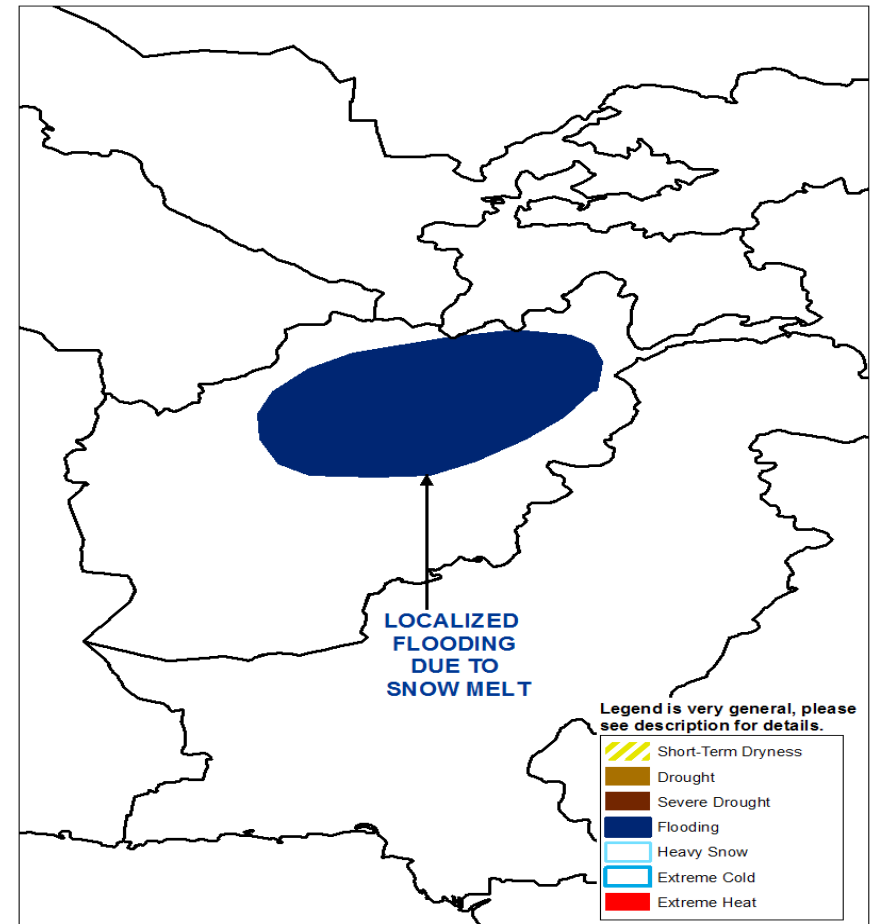 LOCALIZED
FLOODING
DUE TO
SNOW MELT
Legend is very general, please
see description for details.
Short-Term Dryness
Drought
Severe Drought
Flooding
Heavy Snow
Extreme Cold
Extreme Heat